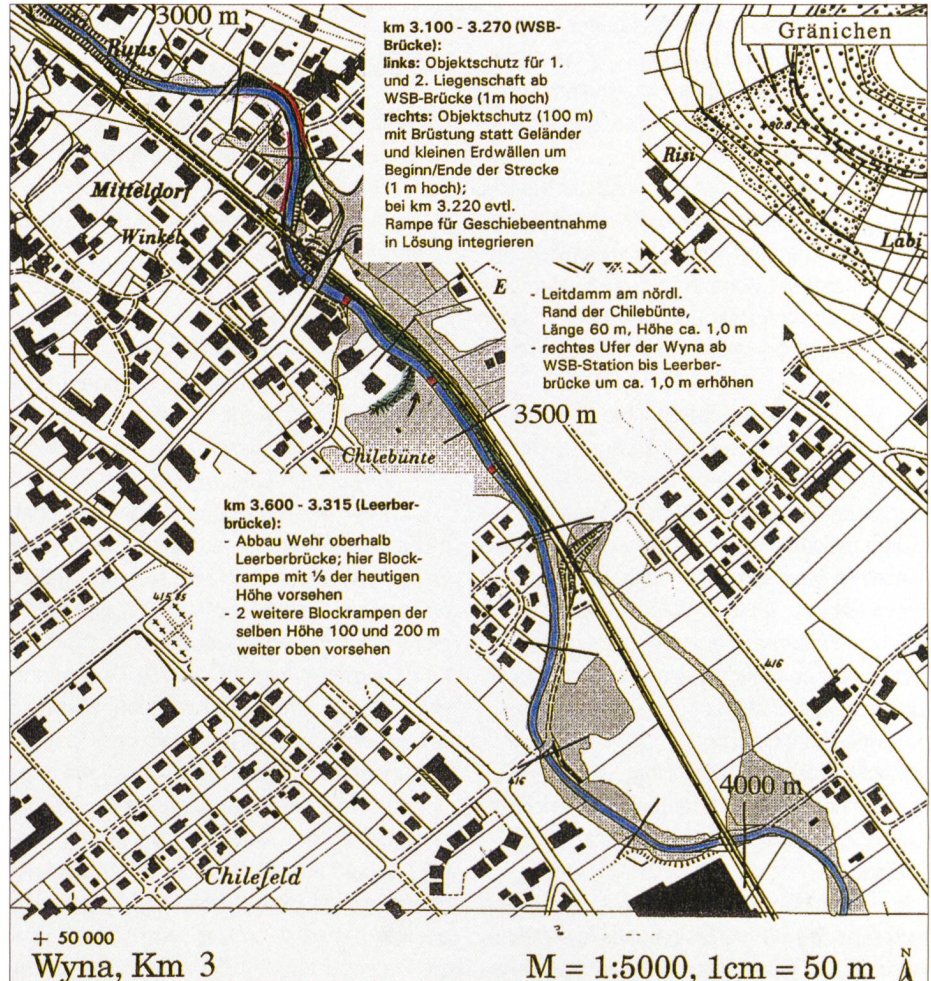 3000 m
Gränichen
Ruus
km 3.100 - 3.270 (WSB-
Brücke):
links: Objektschutz für 1.
und 2. Liegenschaft ab
WSB-Brücke (1m hoch)
rechts: Objektschutz (100 m)
mit Brüstung statt Geländer
und kleinen Erdwällen um
Beginn/Ende der Strecke
(1 m hoch);
bei km 3.220 evtl.
Rampe für Geschiebeentnahme
in Lösung integrieren
Risi
Läbi
Mitteldorf
Winkel
E
- Leitdamm am nördl.
Rand der Chilebünte,
Länge 60 m, Höhe ca. 1,0 m
- rechtes Ufer der Wyna ab
WSB-Station bis Leerber-
brücke um ca. 1,0 m erhöhen
3500 m
Chilebünte
km 3.600 - 3.315 (Leerber-
brücke):
- Abbau Wehr oberhalb
Leerberbrücke; hier Block-
rampe mit ⅓ der heutigen
Höhe vorsehen
- 2 weitere Blockrampen der
selben Höhe 100 und 200 m
weiter oben vorsehen
416
416
4000 m
Chilefeld
+ 50 000
Wyna, Km 3
M = 1:5000, 1cm = 50 m
N